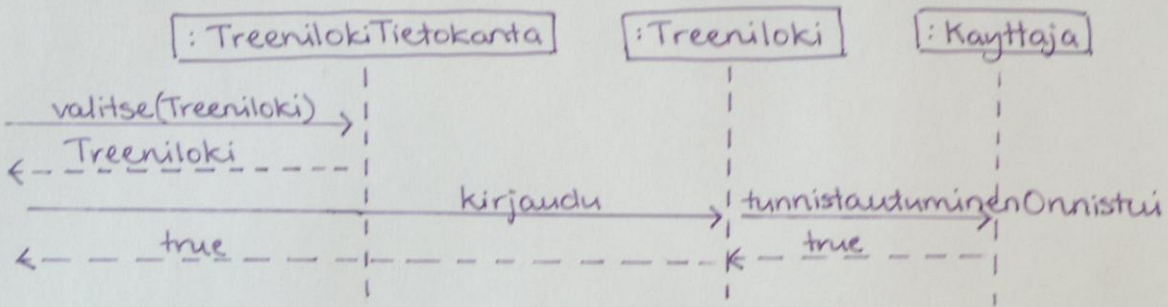 :TreenilokiTietokanta :Treeniloki :Kayttaja
valitse(Treeniloki)
Treeniloki
kirjaudu tunnistautuminenOnnistui
true true